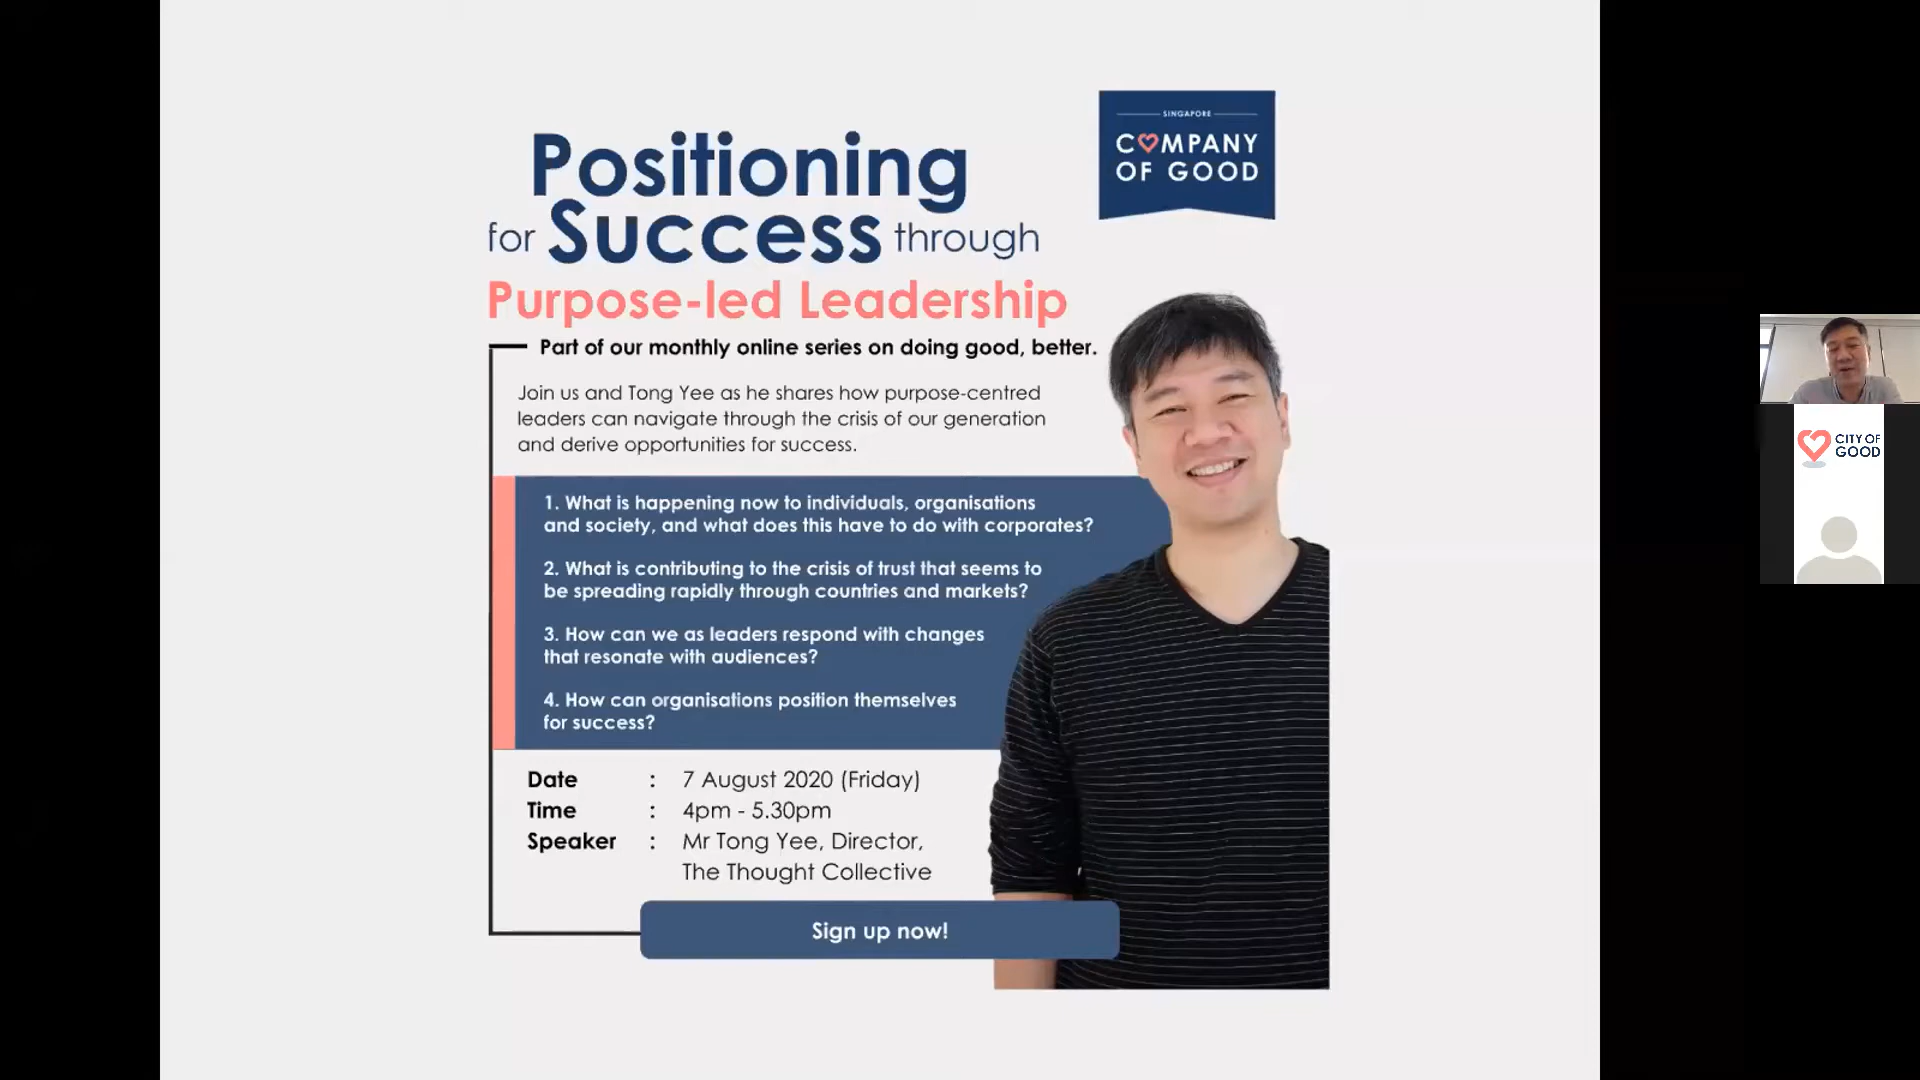 Positioning
for Success through
Purpose-led Leadership
SINGAPORE
COMPANY
OF GOOD
Part of our monthly online series on doing good, better.
Join us and Tong Yee as he shares how purpose-centred
leaders can navigate through the crisis of our generation
and derive opportunities for success.
1. What is happening now to individuals, organisations
and society, and what does this have to do with corporates?
2. What is contributing to the crisis of trust that seems to
be spreading rapidly through countries and markets?
3. How can we as leaders respond with changes
that resonate with audiences?
4. How can organisations position themselves
for success?
Date : 7 August 2020 (Friday)
Time : 4pm - 5.30pm
Speaker : Mr Tong Yee, Director,
The Thought Collective
Sign up now!
CITY OF
GOOD